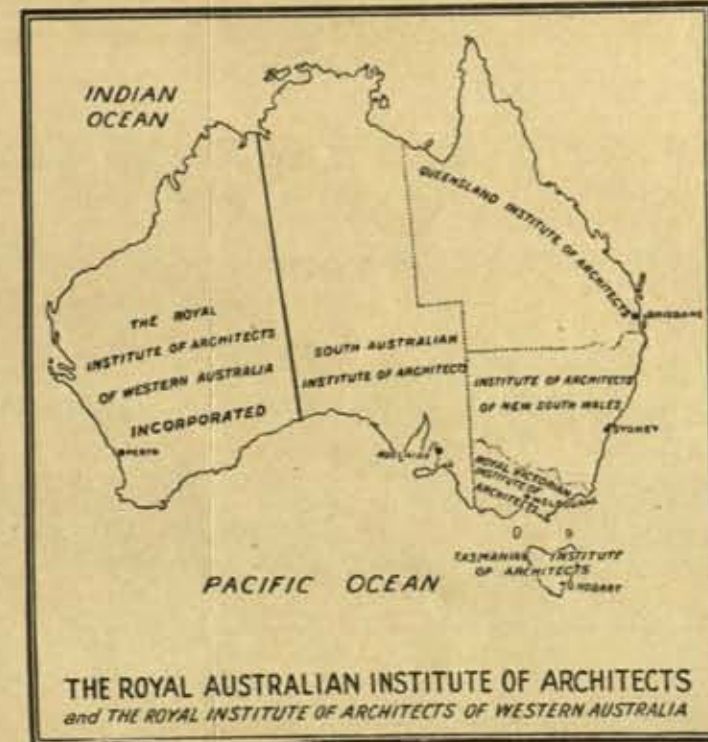 INDIAN
OCEAN
QUEENSLAND INSTITUTE OF ARCHITECTS
BRISBANE
THE ROYAL
INSTITUTE OF ARCHITECTS
OF WESTERN AUSTRALIA
INCORPORATED
PERTH
SOUTH AUSTRALIAN
INSTITUTE OF ARCHITECTS
ADELAIDE
INSTITUTE OF ARCHITECTS
OF NEW SOUTH WALES
SYDNEY
ROYAL VICTORIAN
INSTITUTE OF
ARCHITECTS
MELBOURNE
TASMANIAN INSTITUTE
OF ARCHITECTS
HOBART
PACIFIC OCEAN
THE ROYAL AUSTRALIAN INSTITUTE OF ARCHITECTS
and THE ROYAL INSTITUTE OF ARCHITECTS OF WESTERN AUSTRALIA